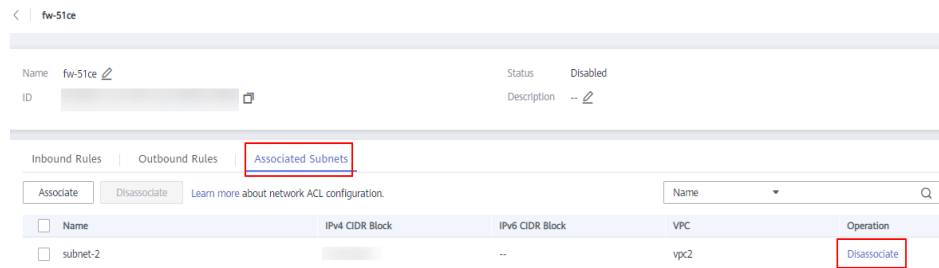 fw-51ce
Name fw-51ce Status Disabled
ID Description --
Inbound Rules Outbound Rules Associated Subnets
Associate Disassociate Learn more about network ACL configuration. Name
Name IPv4 CIDR Block IPv6 CIDR Block VPC Operation
subnet-2 -- vpc2 Disassociate